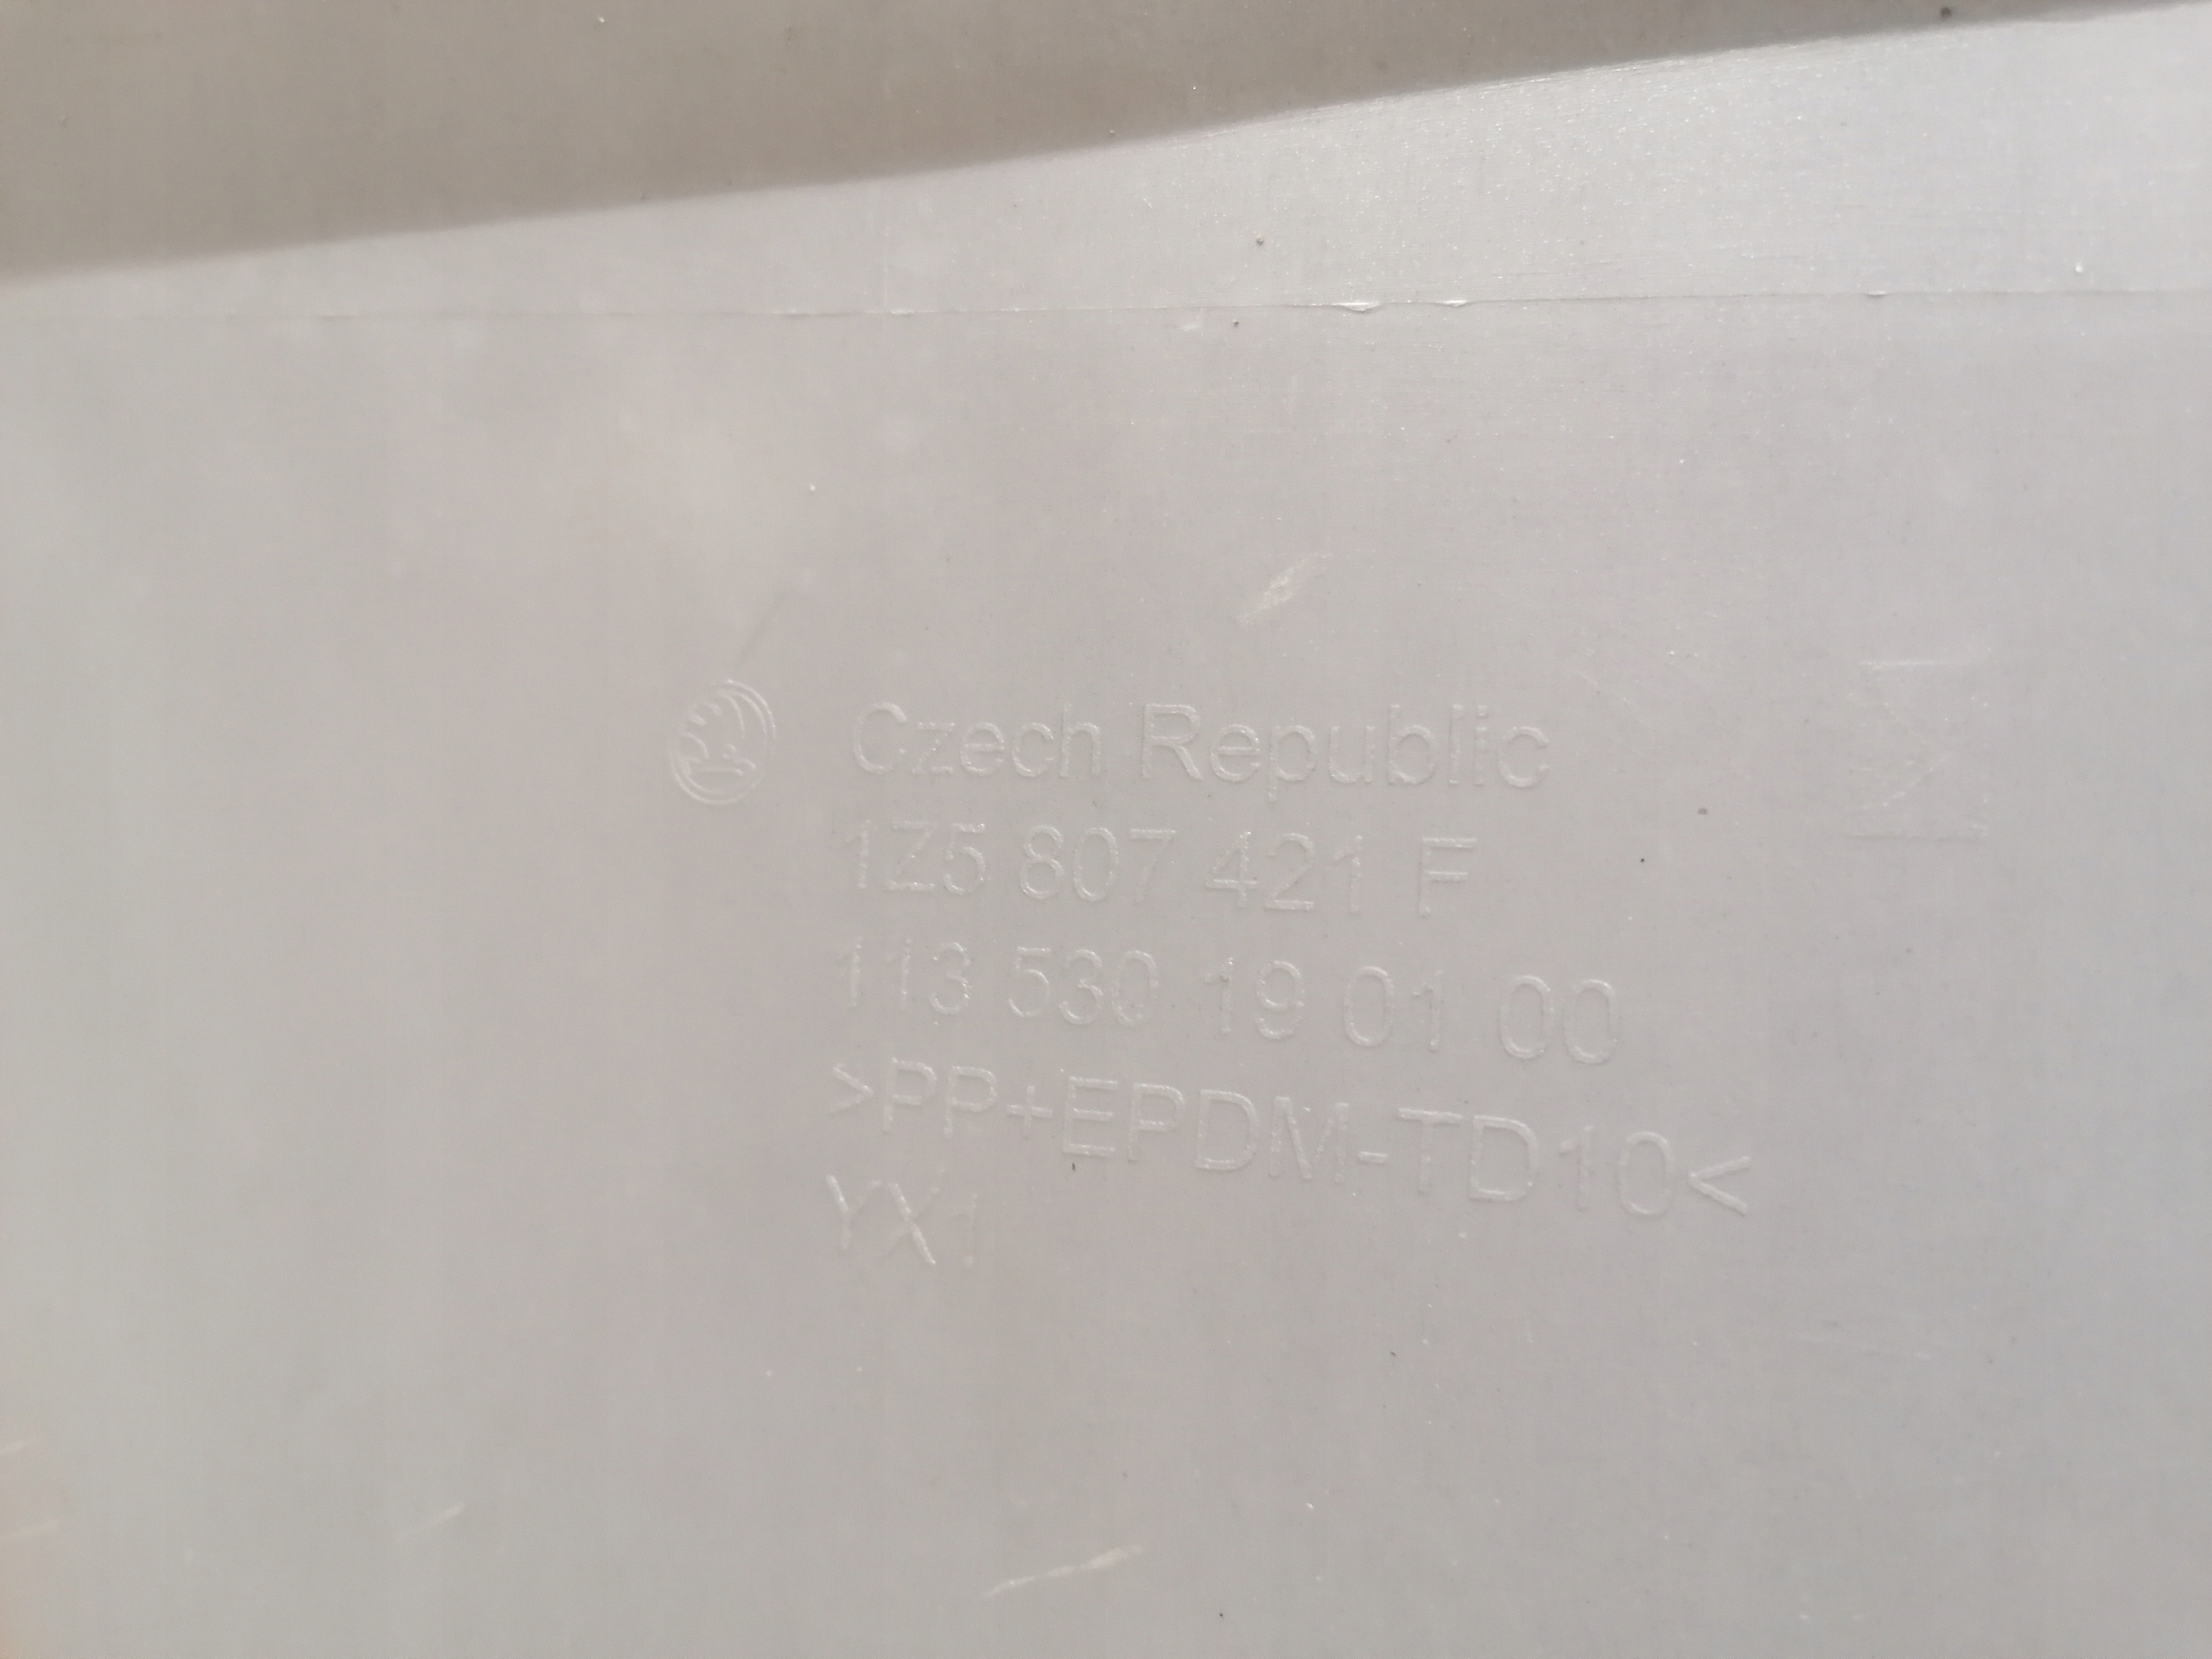 Czech Republic
1Z5 807 421 F
113 530 19 01 00
>PP+EPDM-TD10<
YX1